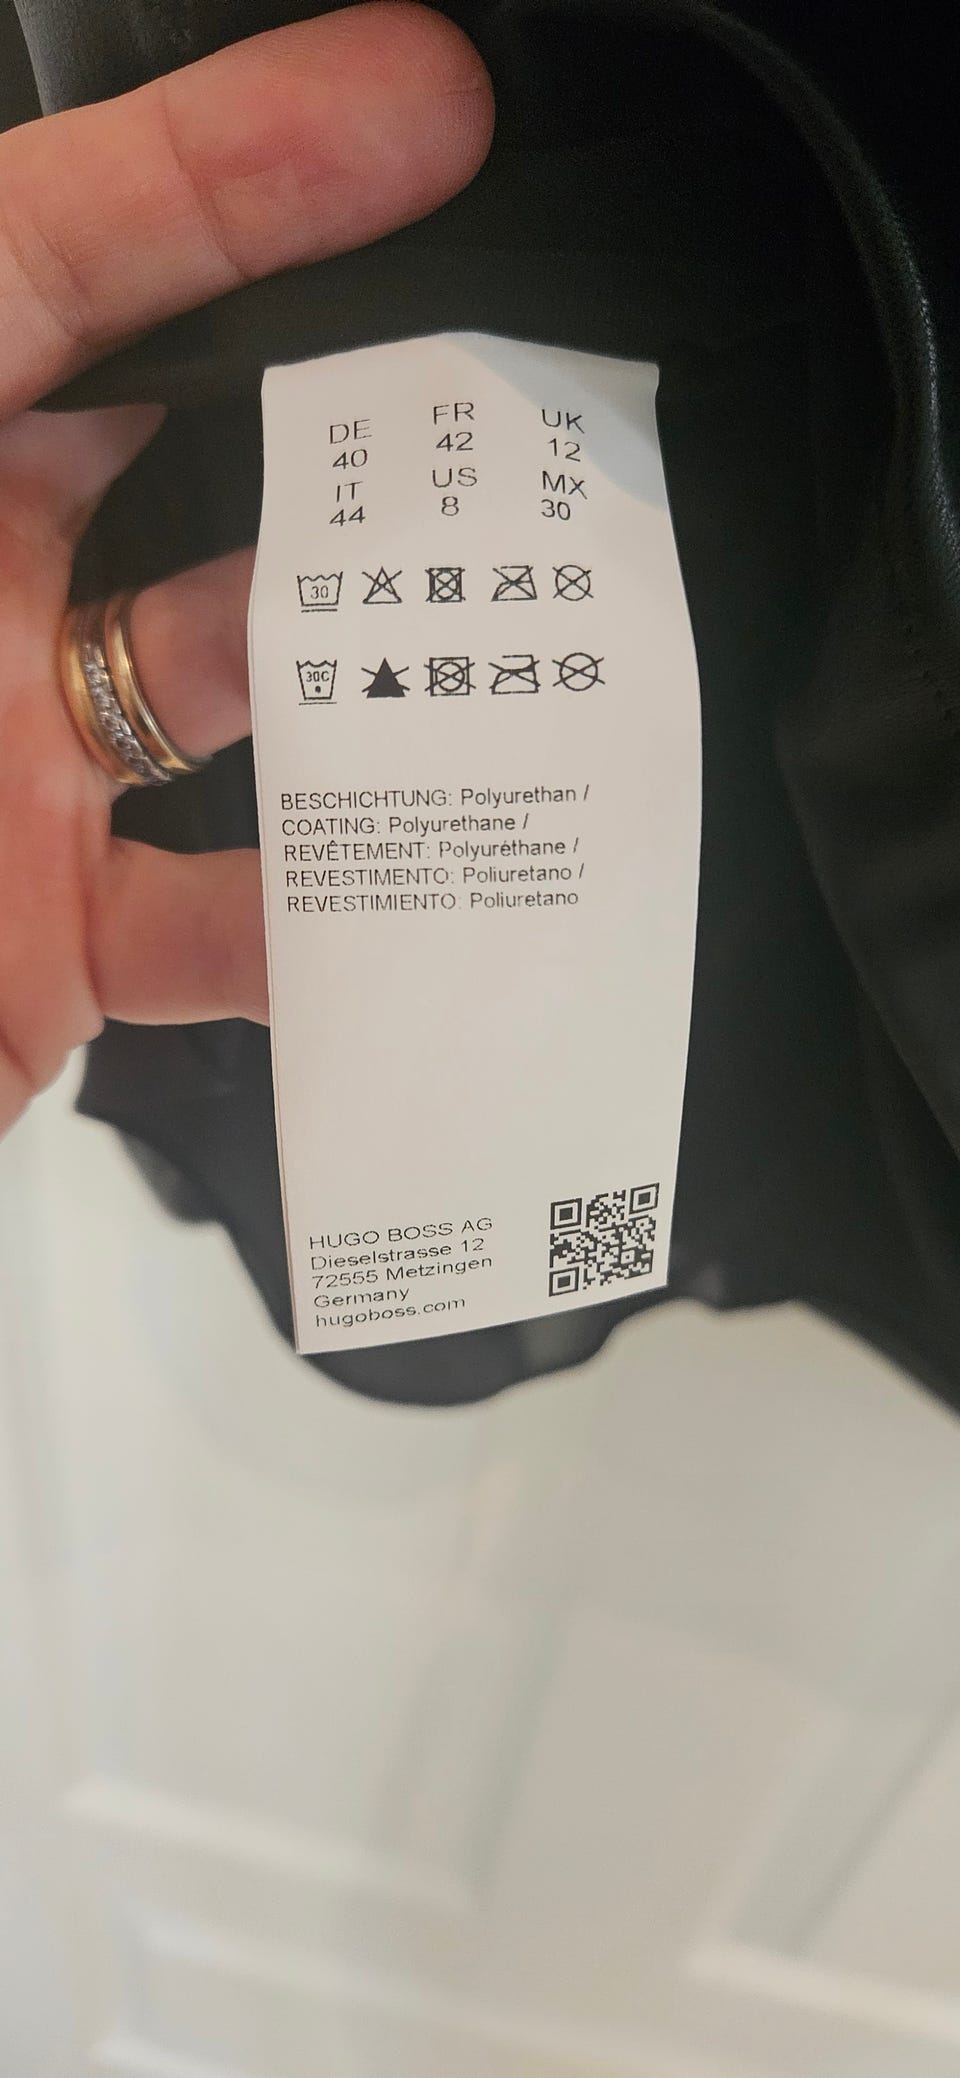 DE FR UK
40 42 12
IT US MX
44 8 30
30
30C
BESCHICHTUNG: Polyurethan /
COATING: Polyurethane /
REVÊTEMENT: Polyuréthane /
REVESTIMENTO: Poliuretano /
REVESTIMIENTO: Poliuretano
HUGO BOSS AG
Dieselstrasse 12
72555 Metzingen
Germany
hugoboss.com